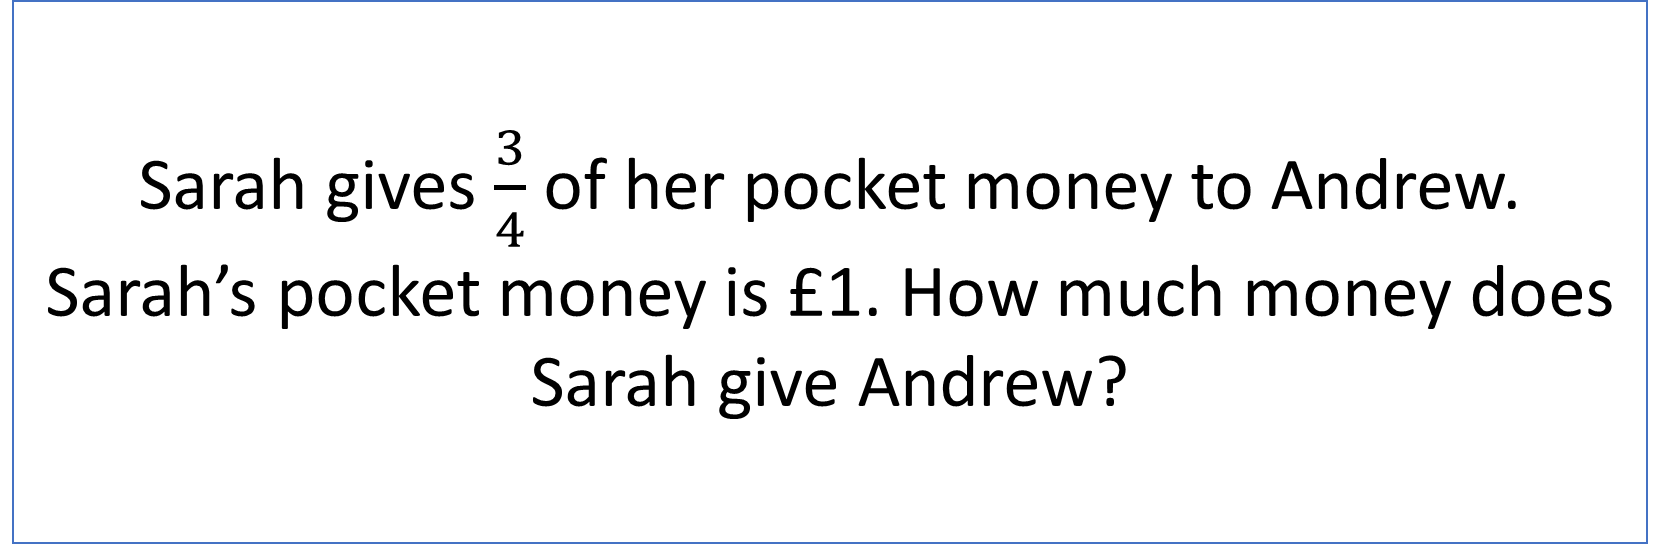 Sarah gives 3/4 of her pocket money to Andrew.
Sarah’s pocket money is £1. How much money does
Sarah give Andrew?